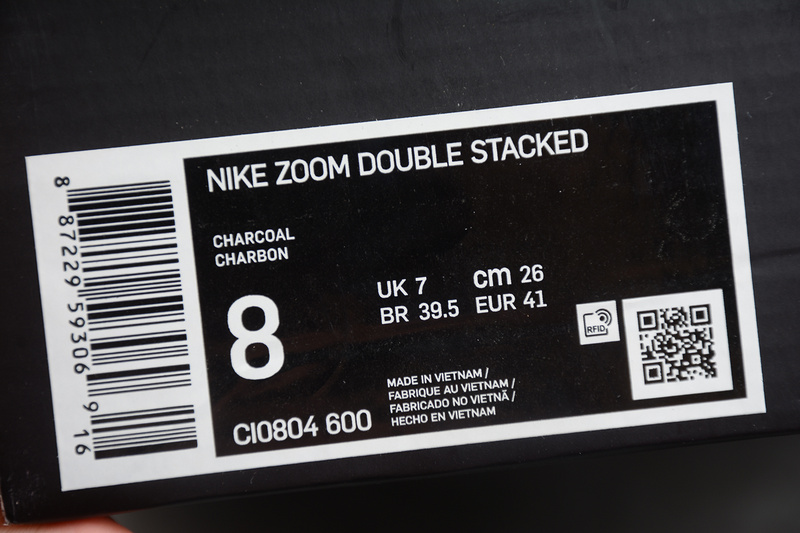 NIKE ZOOM DOUBLE STACKED
CHARCOAL
CHARBON
8
UK 7 cm 26
BR 39.5 EUR 41
RFID
MADE IN VIETNAM /
FABRIQUE AU VIETNAM /
FABRICADO NO VIETNÃ /
HECHO EN VIETNAM
CI0804 600
8 87229 59306 9 16